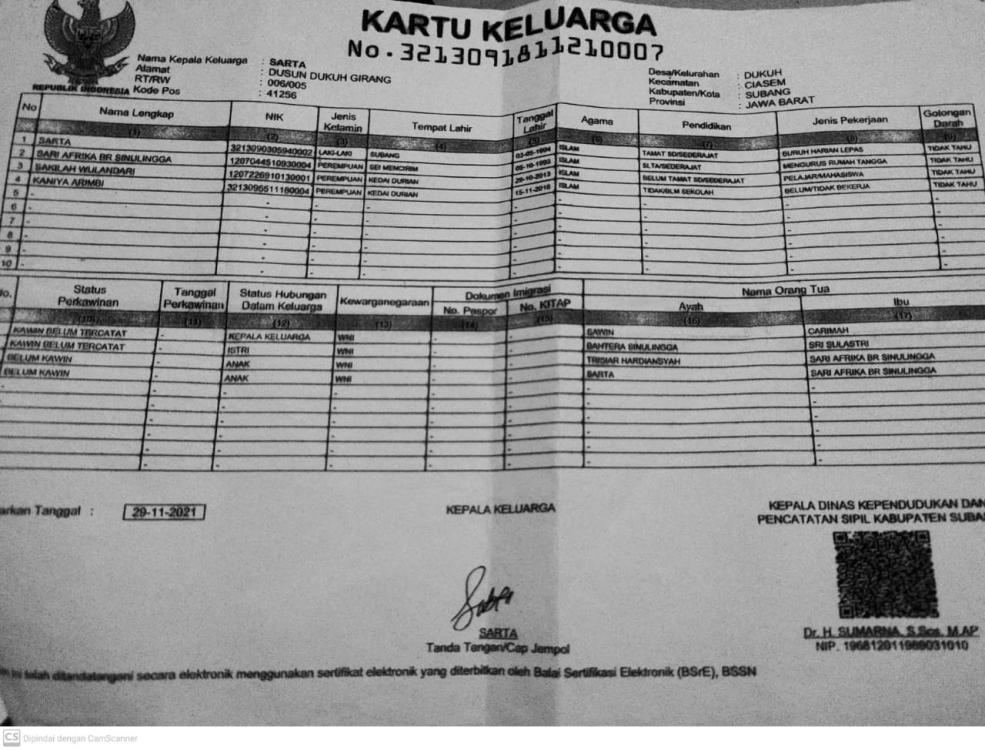 KARTU KELUARGA
No. 3213091811210007
Nama Kepala Keluarga : SARTA
Alamat : DUSUN DUKUH GIRANG
RT/RW : 006/005
REPUBLIK INDONESIA Kode Pos : 41256
Desa/Kelurahan : DUKUH
Kecamatan : CIASEM
Kabupaten/Kota : SUBANG
Provinsi : JAWA BARAT
No Nama Lengkap NIK Jenis Kelamin Tempat Lahir Tanggal Lahir Agama Pendidikan Jenis Pekerjaan Golongan Darah
(1) (2) (3) (4) (5) (6) (7) (8) (9)
1 SARTA 3213090305940002 LAKI-LAKI SUBANG 03-05-1994 ISLAM TAMAT SD/SEDERAJAT BURUH HARIAN LEPAS TIDAK TAHU
2 SARI AFRIKA BR SINULINGGA 1207044510930004 PEREMPUAN SEI MENCIRIM 05-10-1993 ISLAM SLTA/SEDERAJAT MENGURUS RUMAH TANGGA TIDAK TAHU
3 SAKILAH WULANDARI 1207226910130001 PEREMPUAN KEDAI DURIAN 29-10-2013 ISLAM BELUM TAMAT SD/SEDERAJAT PELAJAR/MAHASISWA TIDAK TAHU
4 KANIYA ARIMBI 3213095511180004 PEREMPUAN KEDAI DURIAN 15-11-2018 ISLAM TIDAK/BLM SEKOLAH BELUM/TIDAK BEKERJA TIDAK TAHU
5 - - - - - - - - -
6 - - - - - - - - -
7 - - - - - - - - -
8 - - - - - - - - -
9 - - - - - - - - -
10 - - - - - - - - -
No. Status Perkawinan Tanggal Perkawinan Status Hubungan Dalam Keluarga Kewarganegaraan Dokumen Imigrasi Nama Orang Tua
No. Paspor No. KITAP Ayah Ibu
(10) (11) (12) (13) (14) (15) (16) (17)
KAWIN BELUM TERCATAT - KEPALA KELUARGA WNI - - SAWIN CARIMAH
KAWIN BELUM TERCATAT - ISTRI WNI - - BAHTERA SINULINGGA SRI SULASTRI
BELUM KAWIN - ANAK WNI - - TRISIAR HARDIANSYAH SARI AFRIKA BR SINULINGGA
BELUM KAWIN - ANAK WNI - - SARTA SARI AFRIKA BR SINULINGGA
- - - - - - - -
- - - - - - - -
- - - - - - - -
- - - - - - - -
- - - - - - - -
- - - - - - - -
arkan Tanggal : 29-11-2021
KEPALA KELUARGA
KEPALA DINAS KEPENDUDUKAN DAN
PENCATATAN SIPIL KABUPATEN SUBA
SARTA
Tanda Tangan/Cap Jempol
Dr. H. SUMARNA, S.Sos, M.AP
NIP. 196812011989031010
ini telah ditandatangani secara elektronik menggunakan sertifikat elektronik yang diterbitkan oleh Balai Sertifikasi Elektronik (BSrE), BSSN
CS Dipindai dengan CamScanner